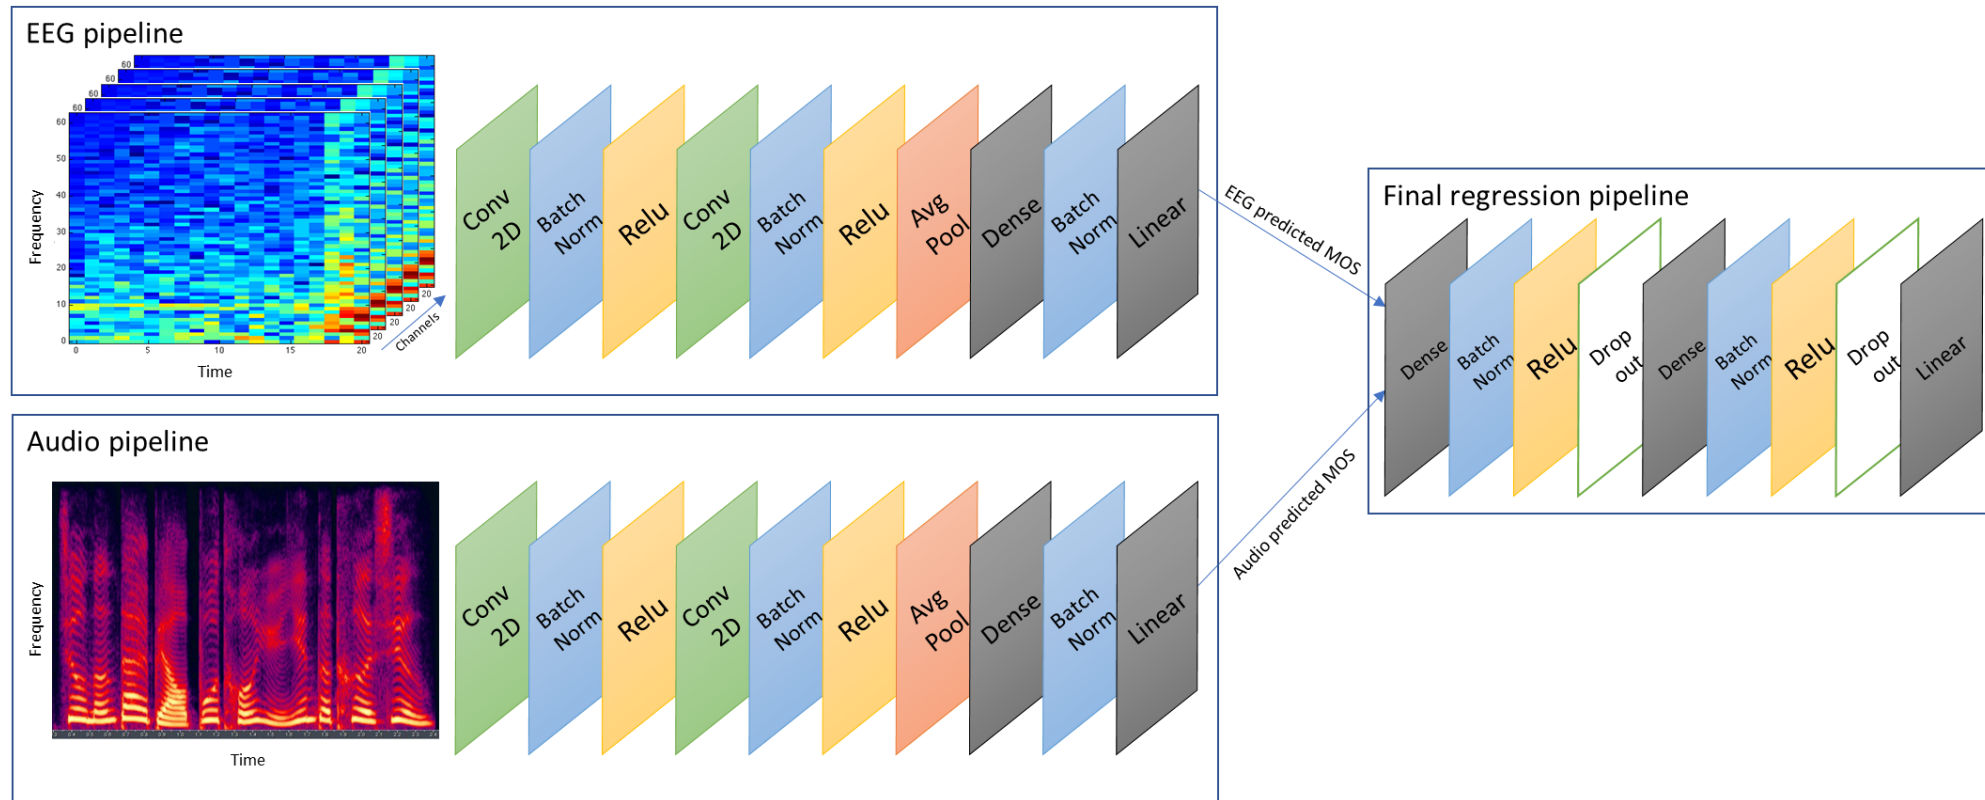 EEG pipeline
60
60
60
60
60
50
40
30
20
10
0
Frequency
0
5
10
15
20
20
20
20
20
Channels
Time
Conv
2D
Batch
Norm
Relu
Conv
2D
Batch
Norm
Relu
Avg
Pool
Dense
Batch
Norm
Linear
EEG predicted MOS
Audio pipeline
Frequency
Time
Conv
2D
Batch
Norm
Relu
Conv
2D
Batch
Norm
Relu
Avg
Pool
Dense
Batch
Norm
Linear
Audio predicted MOS
Final regression pipeline
Dense
Batch
Norm
Relu
Drop
out
Dense
Batch
Norm
Relu
Drop
out
Linear